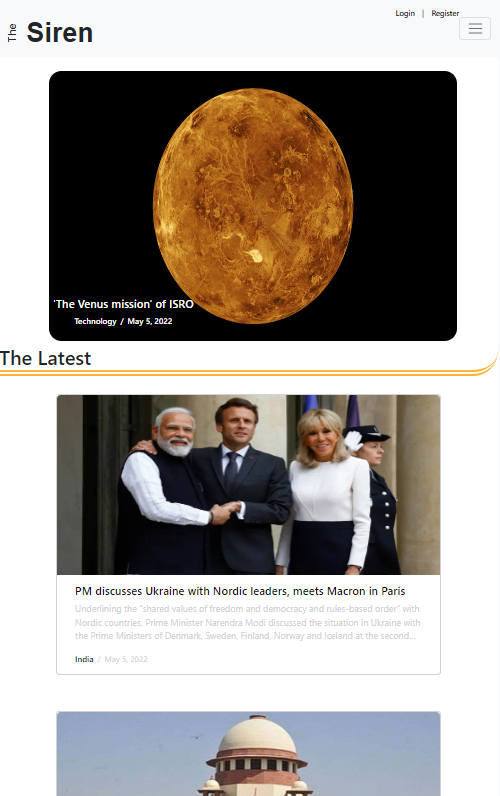 Login | Register
The Siren
'The Venus mission' of ISRO
Technology / May 5, 2022
The Latest
PM discusses Ukraine with Nordic leaders, meets Macron in Paris
Underlining the "shared values of freedom and democracy and rules-based order" with
Nordic countries, Prime Minister Narendra Modi discussed the situation in Ukraine with
the Prime Ministers of Denmark, Sweden, Finland, Norway and Iceland at the second...
India / May 5, 2022